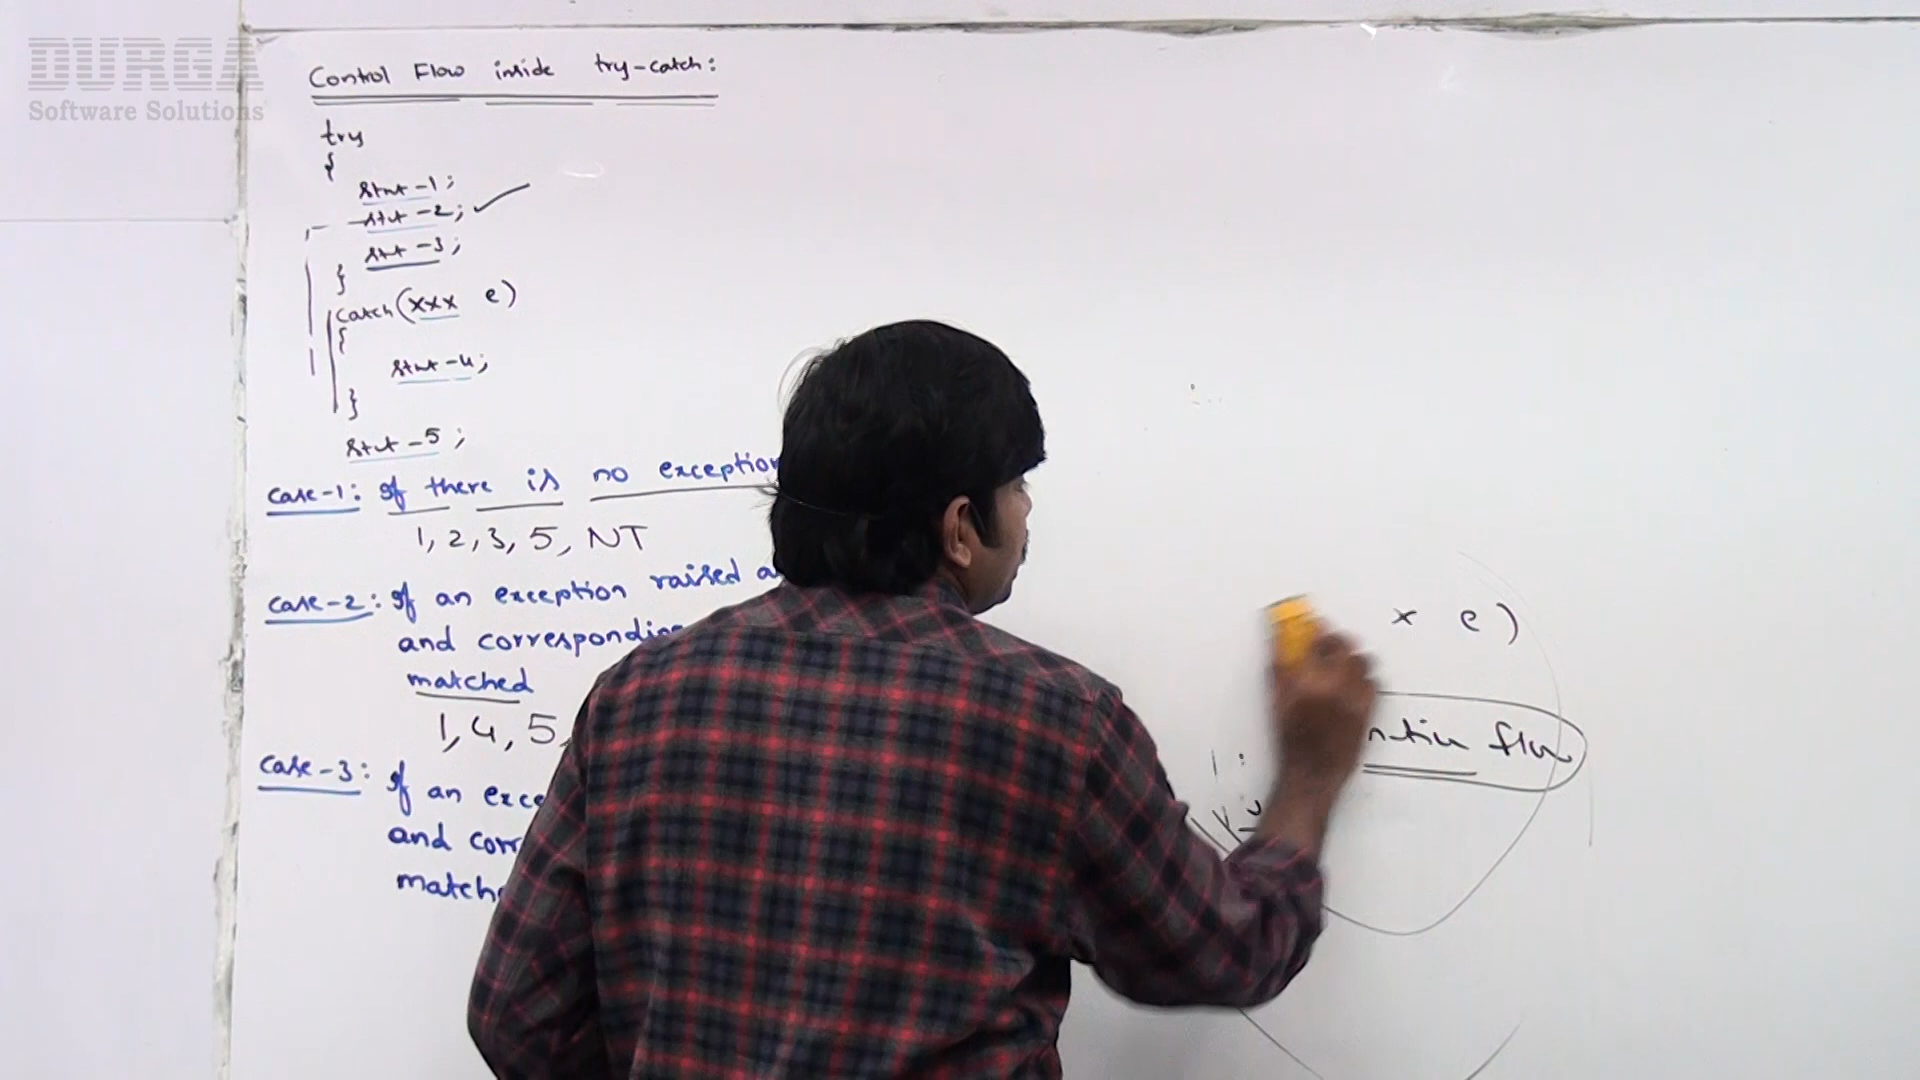 DURGA
Software Solutions
Control Flow inside try-catch:
try
{
stmt-1;
stmt-2;
stmt-3;
}
catch(xxx e)
{
stmt-4;
}
stmt-5;
case-1: If there is no exception
1, 2, 3, 5, NT
case-2: If an exception raised a
and corresponding
matched
1, 4, 5,
case-3: If an exce
and corr
matche
x e)
flow